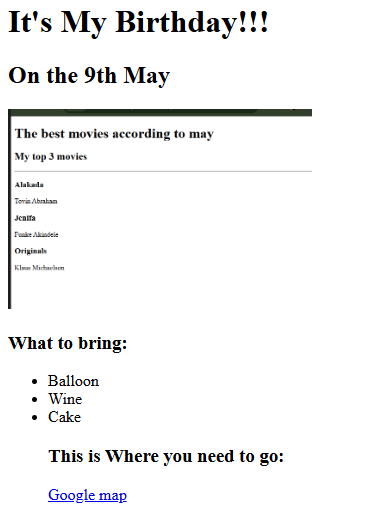 It's My Birthday!!!
On the 9th May
The best movies according to may
My top 3 movies
Alakada
Tovin Abraham
Jenifa
Funke Akindele
Originals
Klaus Michaelson
What to bring:
Balloon
Wine
Cake
This is Where you need to go:
Google map